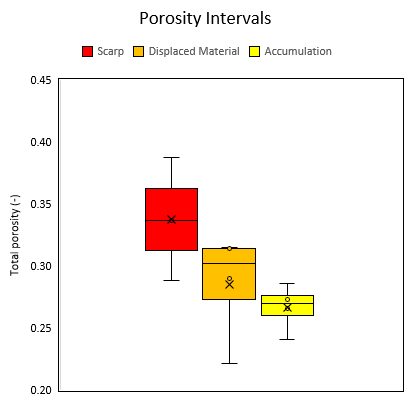 Porosity Intervals
Scarp Displaced Material Accumulation
Total porosity (-)
0.45
0.40
0.35
0.30
0.25
0.20